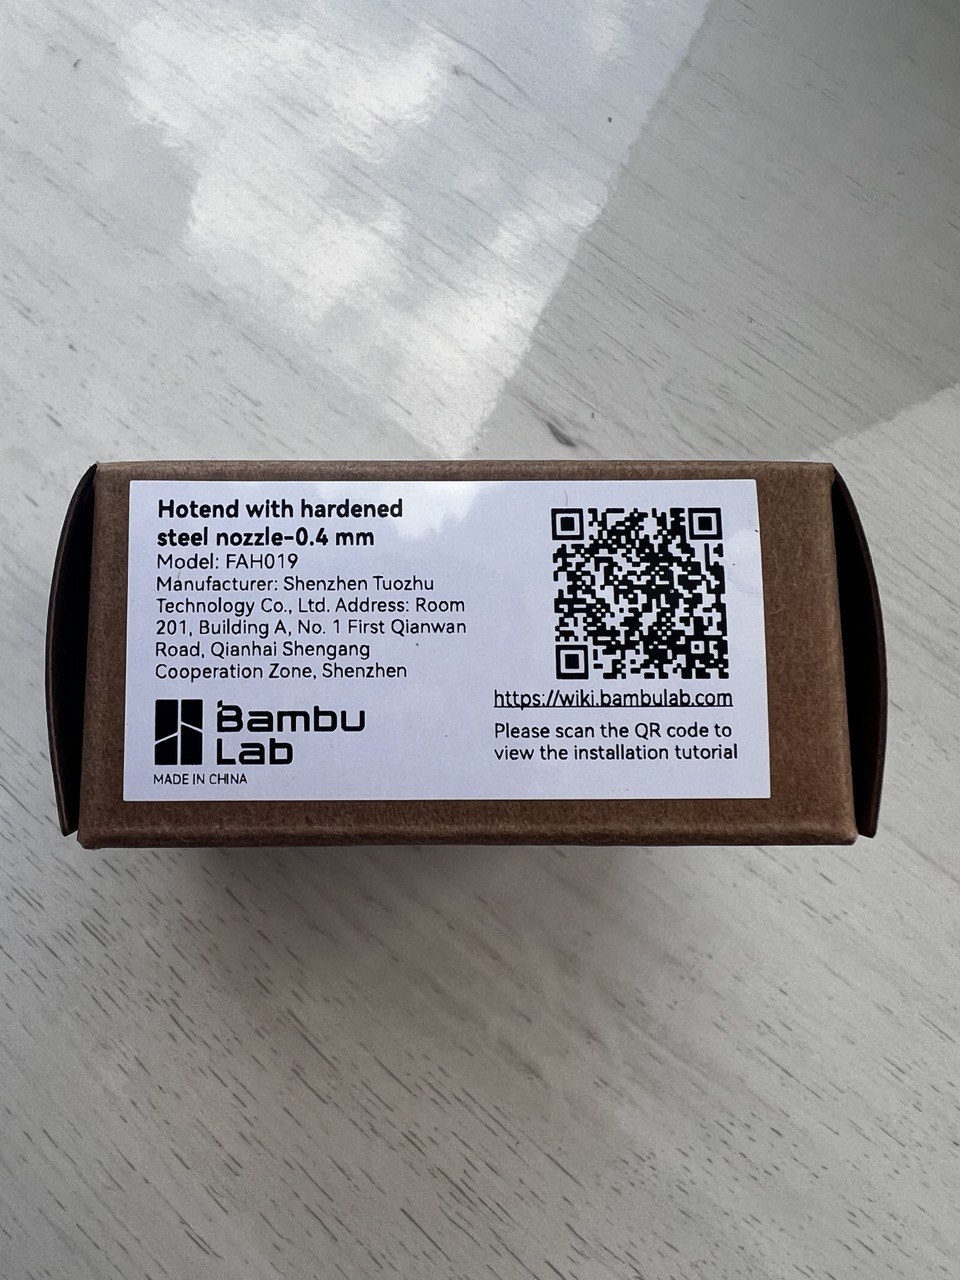 Hotend with hardened
steel nozzle-0.4 mm
Model: FAH019
Manufacturer: Shenzhen Tuozhu
Technology Co., Ltd. Address: Room
201, Building A, No. 1 First Qianwan
Road, Qianhai Shengang
Cooperation Zone, Shenzhen
Bambu
Lab
MADE IN CHINA
https://wiki.bambulab.com
Please scan the QR code to
view the installation tutorial